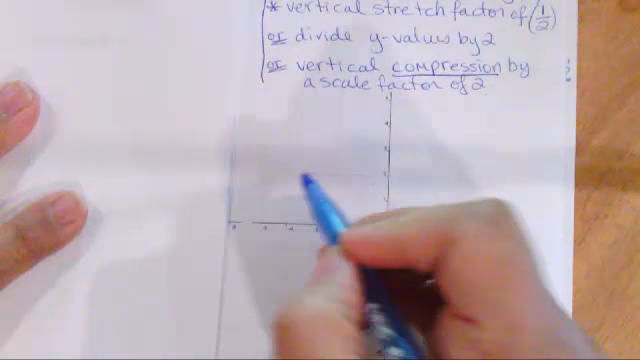 * vertical stretch factor of (1/2)
or divide y-values by 2
or vertical compression by
a scale factor of 2